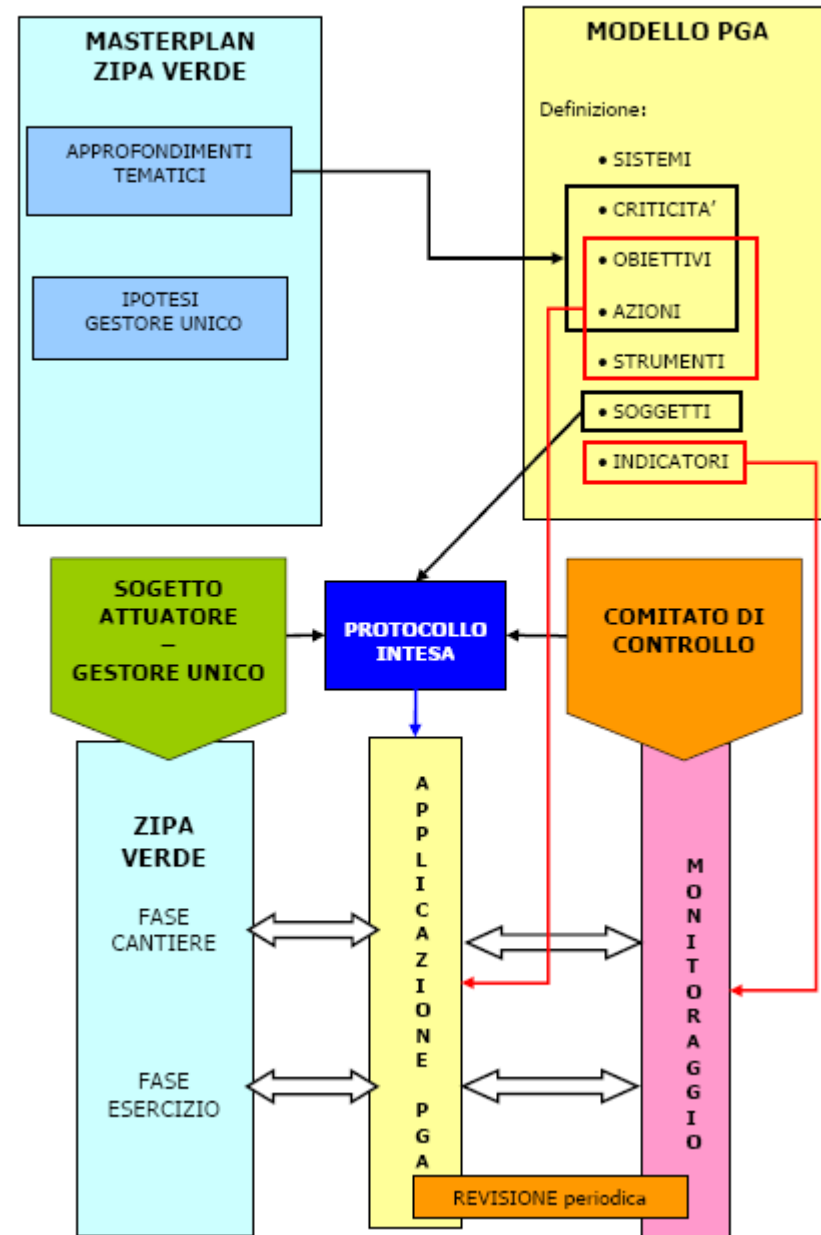 MASTERPLAN
ZIPA VERDE
APPROFONDIMENTI
TEMATICI
IPOTESI
GESTORE UNICO
MODELLO PGA
Definizione:
• SISTEMI
• CRITICITA’
• OBIETTIVI
• AZIONI
• STRUMENTI
• SOGGETTI
• INDICATORI
SOGETTO
ATTUATORE
–
GESTORE UNICO
PROTOCOLLO
INTESA
COMITATO DI
CONTROLLO
ZIPA
VERDE
FASE
CANTIERE
FASE
ESERCIZIO
APPLICAZIONE PGA
MONITORAGGIO
REVISIONE periodica